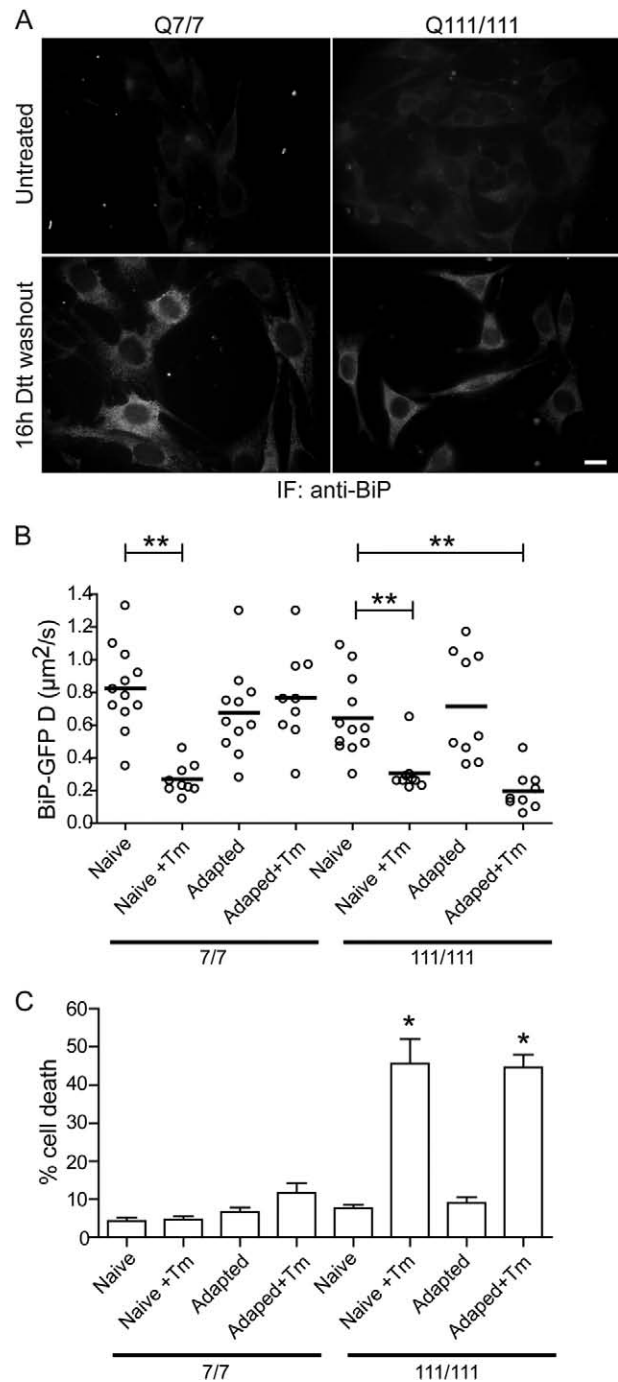 A
Q7/7 Q111/111
Untreated
16h Dtt washout
IF: anti-BiP
B
** ** **
BiP-GFP D (µm²/s)
1.4
1.2
1.0
0.8
0.6
0.4
0.2
0.0
Naive Naive +Tm Adapted Adaped+Tm Naive Naive +Tm Adapted Adaped+Tm
7/7 111/111
C
% cell death
60
50
40
30
20
10
0
* *
Naive Naive +Tm Adapted Adaped+Tm Naive Naive +Tm Adapted Adaped+Tm
7/7 111/111